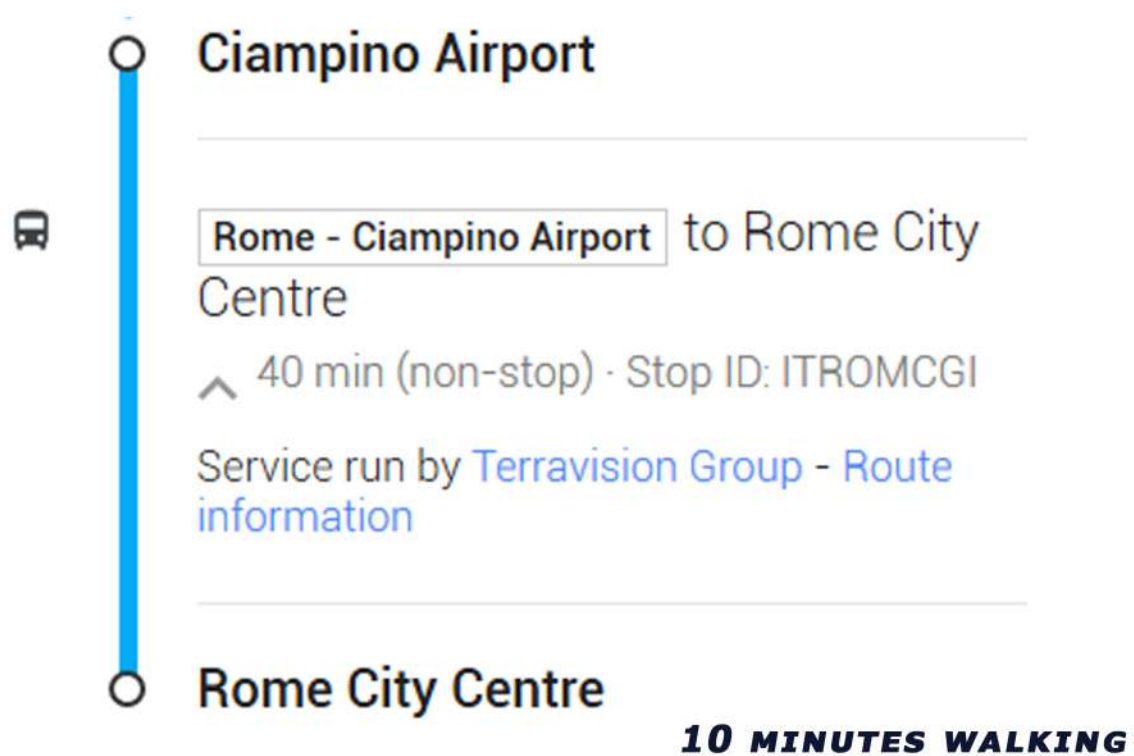 Ciampino Airport
Rome - Ciampino Airport to Rome City
Centre
40 min (non-stop) · Stop ID: ITROMCGI
Service run by Terravision Group - Route
information
Rome City Centre
10 MINUTES WALKING